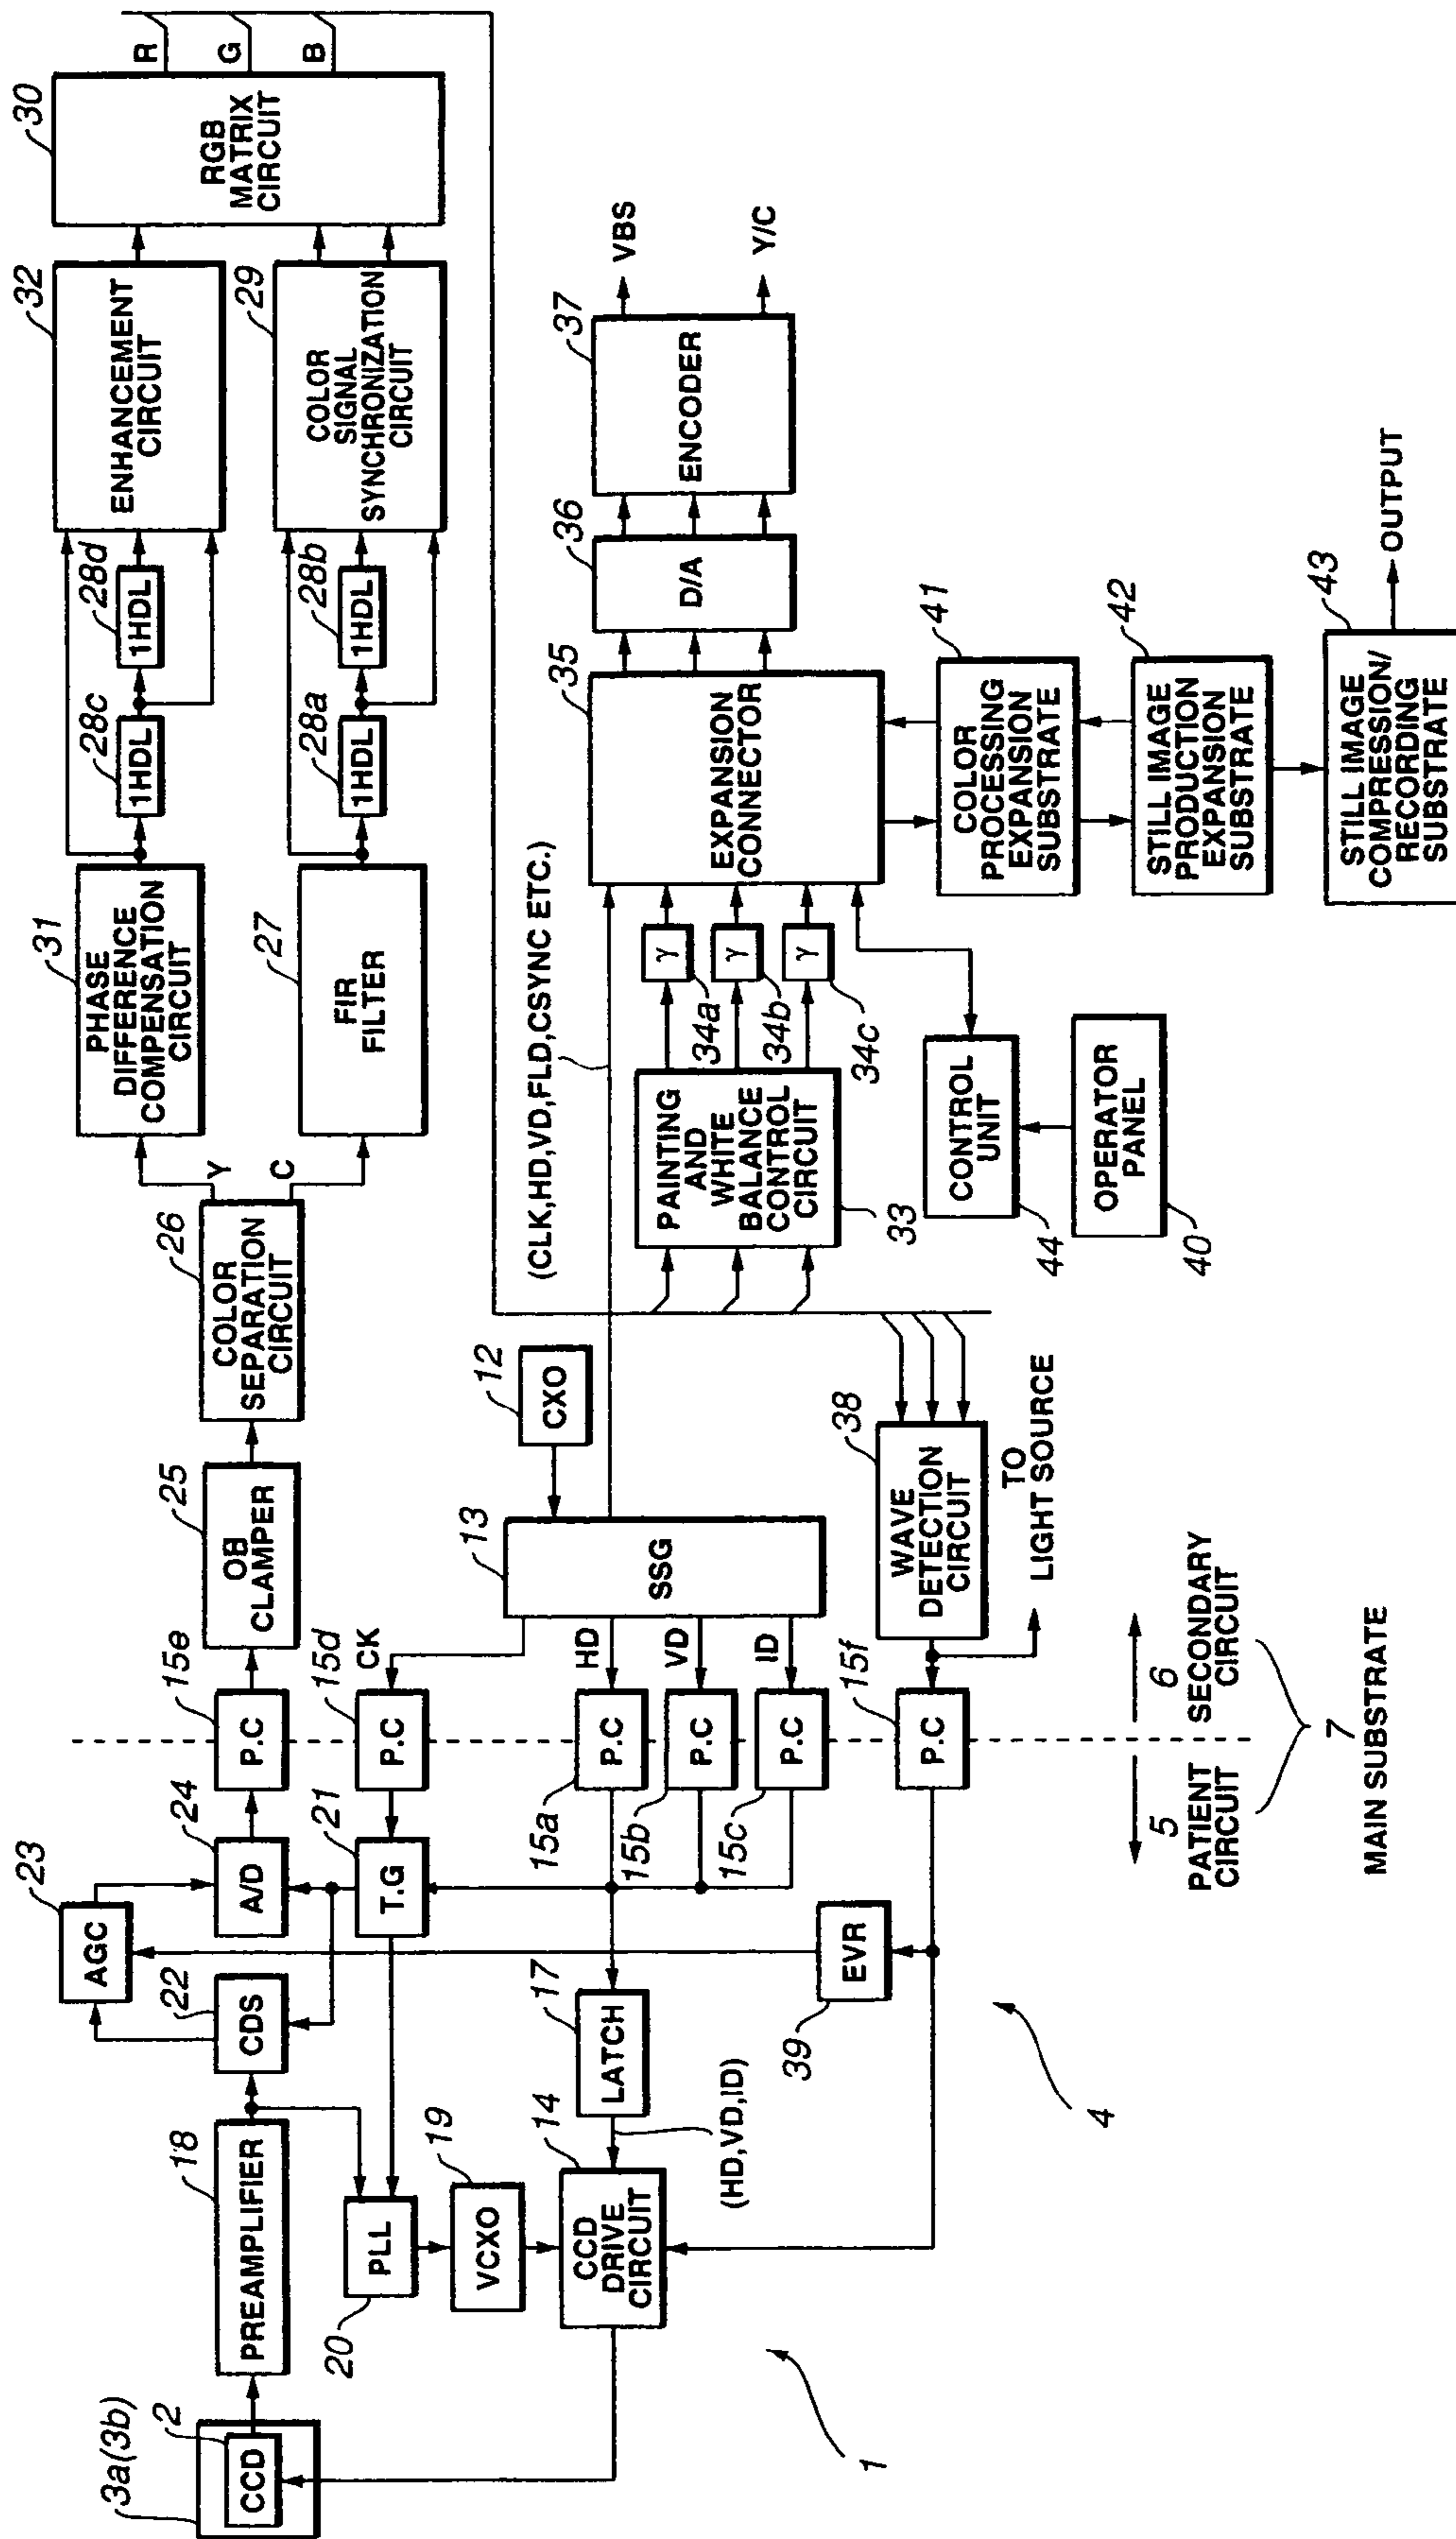 3a(3b)
2
CCD
18
PREAMPLIFIER
22
CDS
23
AGC
24
A/D
15e
P.C
25
OB
CLAMPER
26
COLOR
SEPARATION
CIRCUIT
Y
C
31
PHASE
DIFFERENCE
COMPENSATION
CIRCUIT
27
FIR
FILTER
28c
1HDL
28d
1HDL
28a
1HDL
28b
1HDL
32
ENHANCEMENT
CIRCUIT
29
COLOR
SIGNAL
SYNCHRONIZATION
CIRCUIT
30
RGB
MATRIX
CIRCUIT
R
G
B
20
PLL
19
VCXO
21
T.G
15d
P.C
CK
14
CCD
DRIVE
CIRCUIT
(HD,VD,ID)
17
LATCH
15a
P.C
HD
15b
P.C
VD
15c
P.C
ID
13
SSG
12
CXO
(CLK,HD,VD,FLD,CSYNC ETC.)
39
EVR
15f
P.C
38
WAVE
DETECTION
CIRCUIT
TO
LIGHT SOURCE
33
PAINTING
AND
WHITE
BALANCE
CONTROL
CIRCUIT
γ
34a
γ
34b
γ
34c
35
EXPANSION
CONNECTOR
36
D/A
37
ENCODER
VBS
Y/C
44
CONTROL
UNIT
40
OPERATOR
PANEL
41
COLOR
PROCESSING
EXPANSION
SUBSTRATE
42
STILL IMAGE
PRODUCTION
EXPANSION
SUBSTRATE
43
STILL IMAGE
COMPRESSION/
RECORDING
SUBSTRATE
OUTPUT
1
4
5
PATIENT
CIRCUIT
6
SECONDARY
CIRCUIT
7
MAIN SUBSTRATE